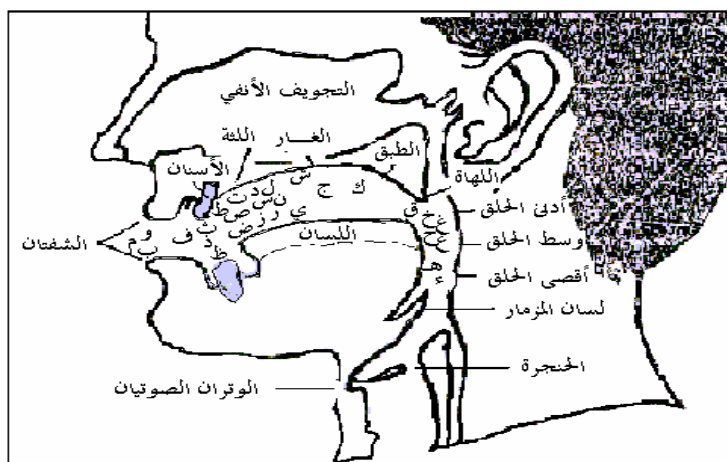 التجويف الأنفي
الغـــار
اللثة
الطبق
الأسنان
اللهاة
ش
ك
ج
ل
ن
ي
د
ت
ط
س
ص
ز
ر
ض
ث
ذ
ظ
ف
و
م
ب
ق
غ
خ
ع
ح
هـ
ء
أدنى الحلق
وسط الحلق
أقصى الحلق
اللسان
الشفتان
لسان المزمار
الحنجرة
الوتران الصوتيان